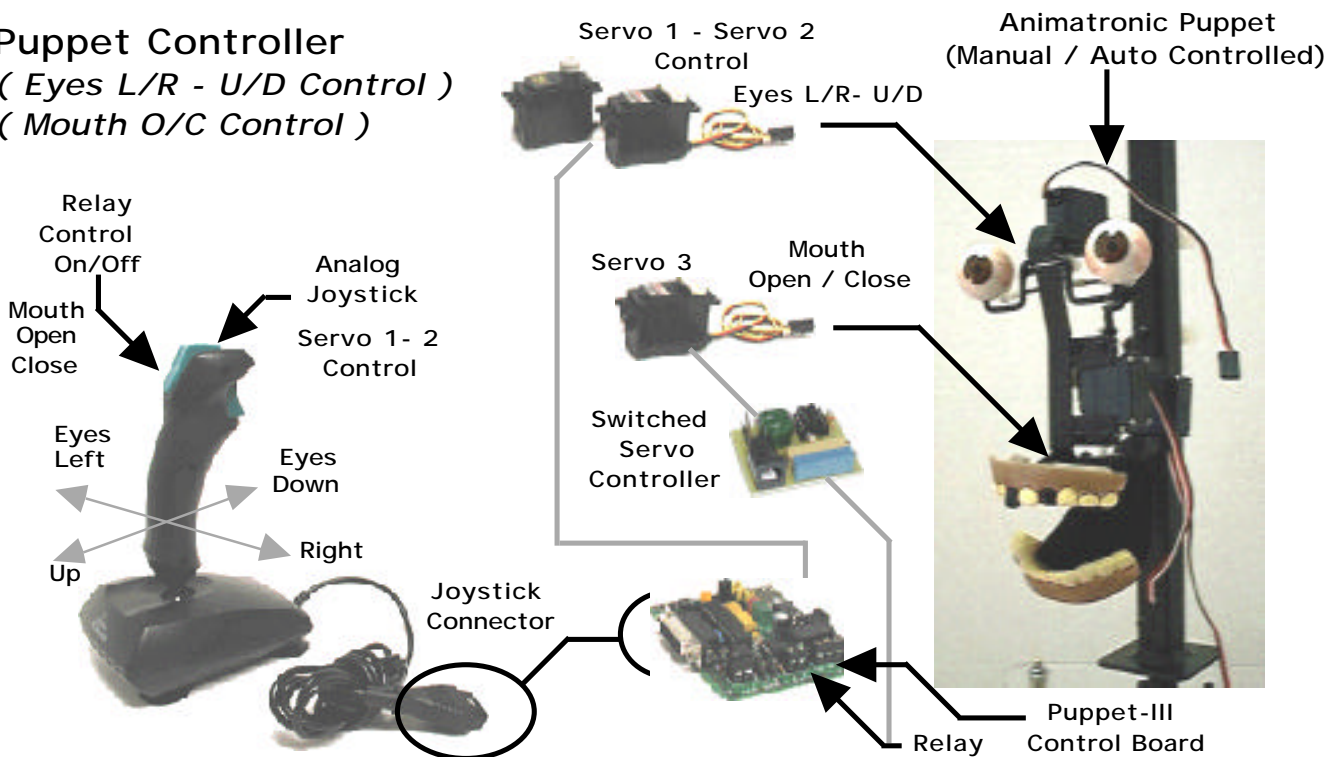 Puppet Controller
( Eyes L/R - U/D Control )
( Mouth O/C Control )
Servo 1 - Servo 2
Control
Eyes L/R- U/D
Animatronic Puppet
(Manual / Auto Controlled)
Relay
Control
On/Off
Mouth
Open
Close
Analog
Joystick
Servo 1- 2
Control
Servo 3
Mouth
Open / Close
Eyes
Left
Eyes
Down
Up
Right
Switched
Servo
Controller
Joystick
Connector
Relay
Puppet-III
Control Board